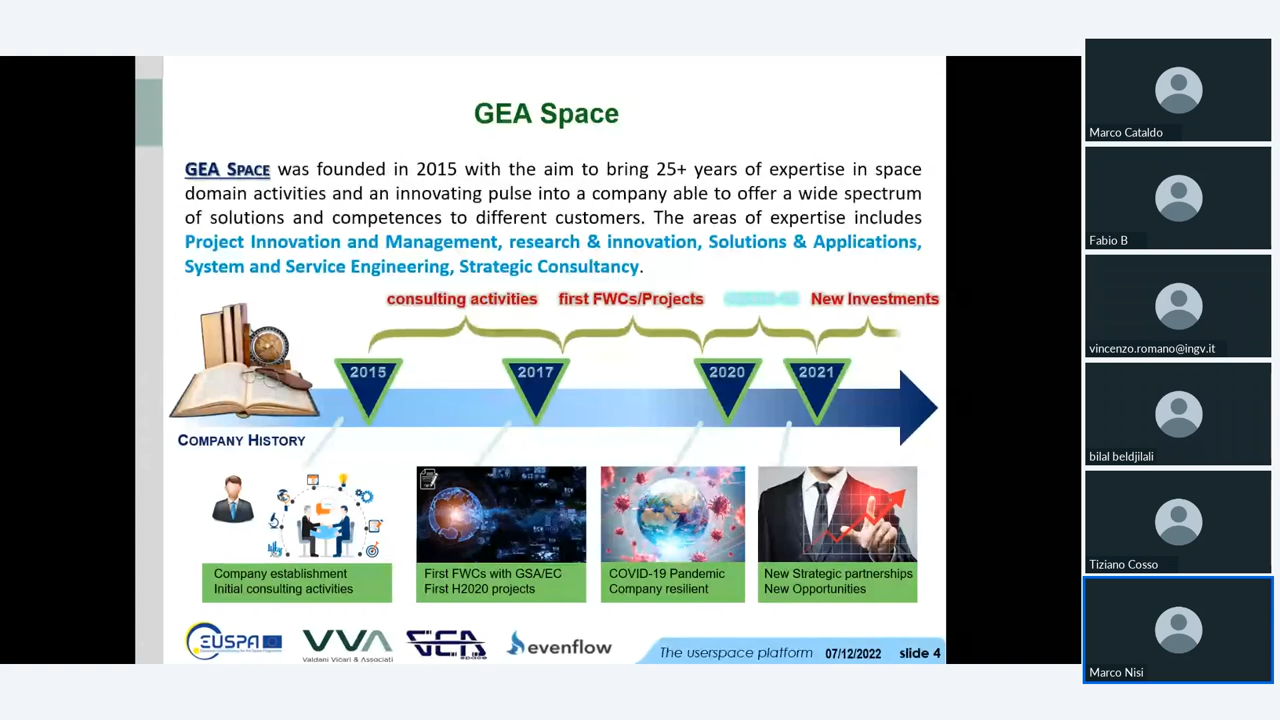 GEA Space
GEA SPACE was founded in 2015 with the aim to bring 25+ years of expertise in space
domain activities and an innovating pulse into a company able to offer a wide spectrum
of solutions and competences to different customers. The areas of expertise includes
Project Innovation and Management, research & innovation, Solutions & Applications,
System and Service Engineering, Strategic Consultancy.
consulting activities
first FWCs/Projects
New Investments
2015
2017
2020
2021
COMPANY HISTORY
Company establishment
Initial consulting activities
First FWCs with GSA/EC
First H2020 projects
COVID-19 Pandemic
Company resilient
New Strategic partnerships
New Opportunities
EUSPA
VVA
Valdani Vicari & Associati
GEA
space
evenflow
The userspace platform
07/12/2022
slide 4
Marco Cataldo
Fabio B
vincenzo.romano@ingv.it
bilal beldjilali
Tiziano Cosso
Marco Nisi